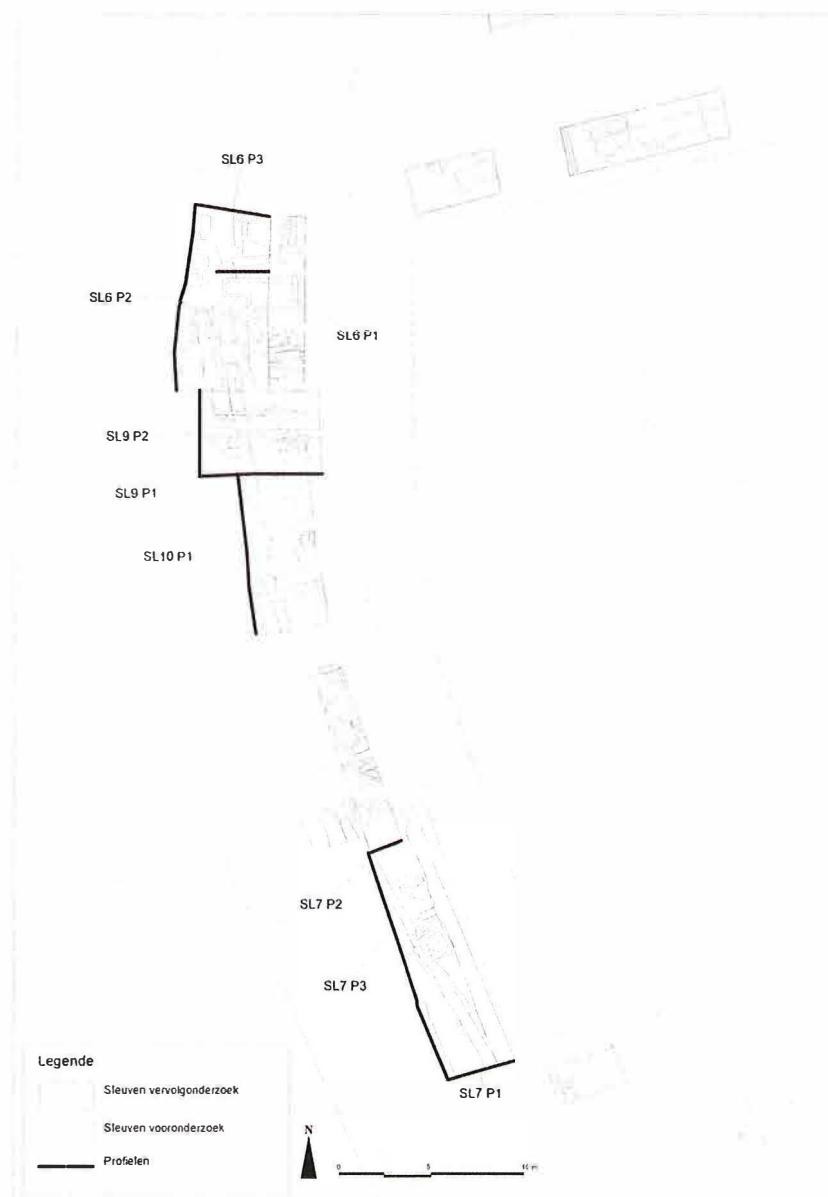 SL6 P3
SL6 P2
SL6 P1
SL9 P2
SL9 P1
SL10 P1
SL7 P2
SL7 P3
SL7 P1
Legende
Sleuven vervolgonderzoek
Sleuven vooronderzoek
Profielen
N
0 5 10 m